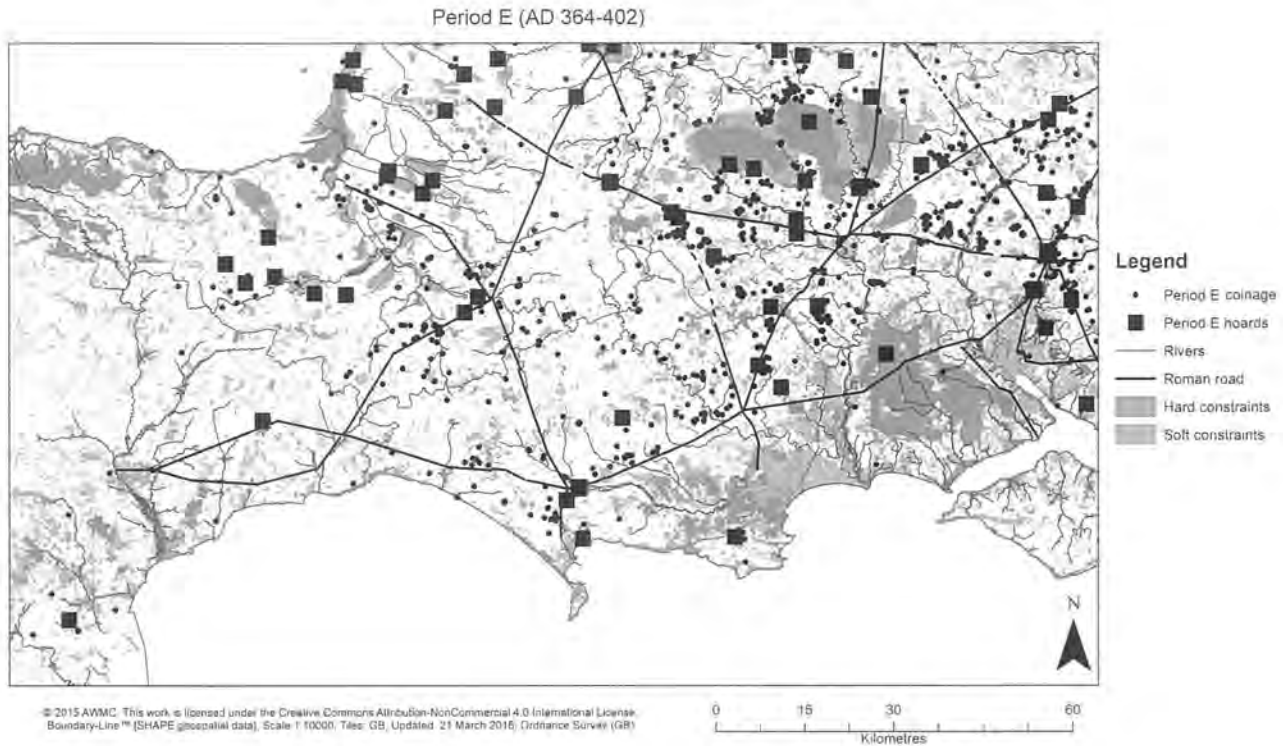 Period E (AD 364-402)
Legend
Period E coinage
Period E hoards
Rivers
Roman road
Hard constraints
Soft constraints
N
© 2015 AWMC. This work is licensed under the Creative Commons Attribution-NonCommercial 4.0 International License.
Boundary-Line™ [SHAPE geospatial data], Scale 1:10000, Tiles: GB, Updated: 21 March 2016, Ordnance Survey (GB)
0 15 30 60
Kilometres